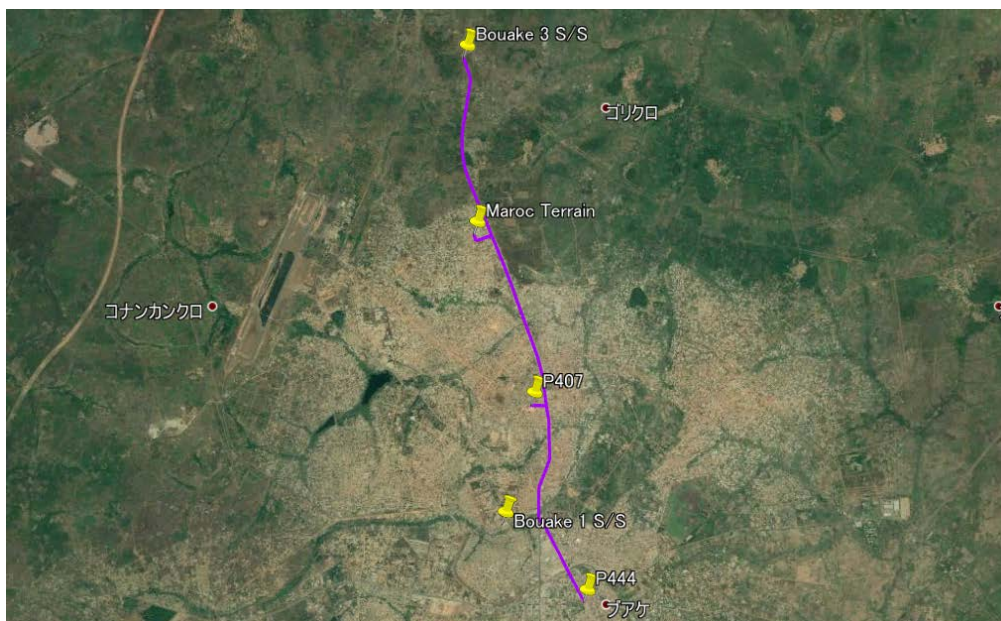 Bouake 3 S/S
ゴリクロ
Maroc Terrain
コナンカンクロ
P407
Bouake 1 S/S
P444
ブアケ